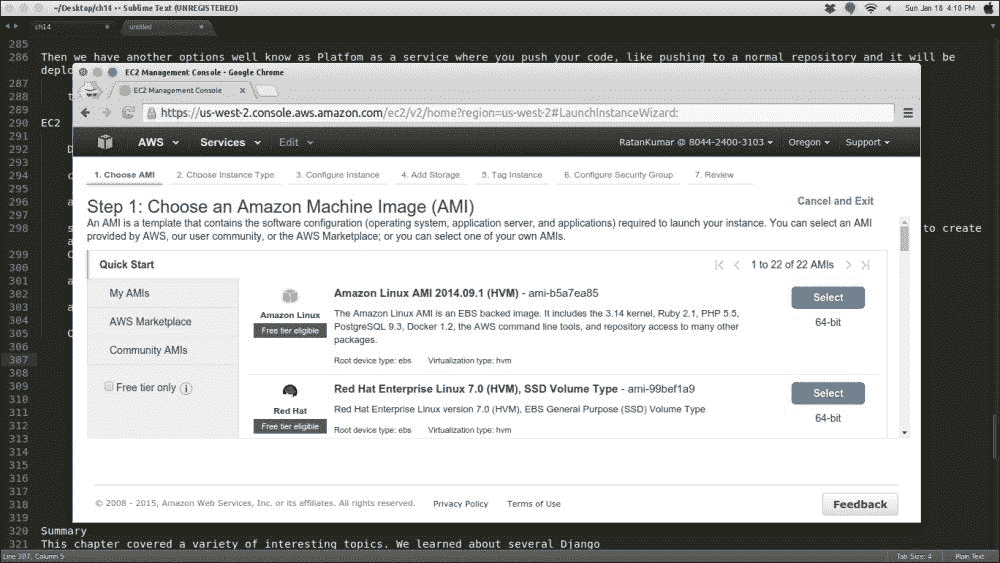 ~/Desktop/ch14 •• Sublime Text (UNREGISTERED)
Sun Jan 18 4:10 PM
ch14
untitled
285
286 Then we have another options well know as Platfom as a service where you push your code, like pushing to a normal repository and it will be
deplo
287
288 t
289
290 EC2
291
292 D
293
294 c
295
296 a
297
298 s to create
a
299 C
300
301 a
302
303 a
304
305 C
306
307
308
309
310
311
312
313
314
315
316
317
318
319
320 Summary
321 This chapter covered a variety of interesting topics. We learned about several Django
Line 307, Column 5
Tab Size: 4
Plain Text
EC2 Management Console - Google Chrome
EC2 Management Console
https://us-west-2.console.aws.amazon.com/ec2/v2/home?region=us-west-2#LaunchInstanceWizard:
AWS Services Edit RatanKumar @ 8044-2400-3103 Oregon Support
1. Choose AMI 2. Choose Instance Type 3. Configure Instance 4. Add Storage 5. Tag Instance 6. Configure Security Group 7. Review
Step 1: Choose an Amazon Machine Image (AMI)
Cancel and Exit
An AMI is a template that contains the software configuration (operating system, application server, and applications) required to launch your instance. You can select an AMI
provided by AWS, our user community, or the AWS Marketplace; or you can select one of your own AMIs.
Quick Start
1 to 22 of 22 AMIs
My AMIs
AWS Marketplace
Community AMIs
Free tier only
Amazon Linux
Free tier eligible
Amazon Linux AMI 2014.09.1 (HVM) - ami-b5a7ea85
The Amazon Linux AMI is an EBS backed image. It includes the 3.14 kernel, Ruby 2.1, PHP 5.5,
PostgreSQL 9.3, Docker 1.2, the AWS command line tools, and repository access to many other
packages.
Root device type: ebs Virtualization type: hvm
Select
64-bit
Red Hat
Free tier eligible
Red Hat Enterprise Linux 7.0 (HVM), SSD Volume Type - ami-99bef1a9
Red Hat Enterprise Linux version 7.0 (HVM), EBS General Purpose (SSD) Volume Type
Root device type: ebs Virtualization type: hvm
Select
64-bit
© 2008 - 2015, Amazon Web Services, Inc. or its affiliates. All rights reserved. Privacy Policy Terms of Use
Feedback